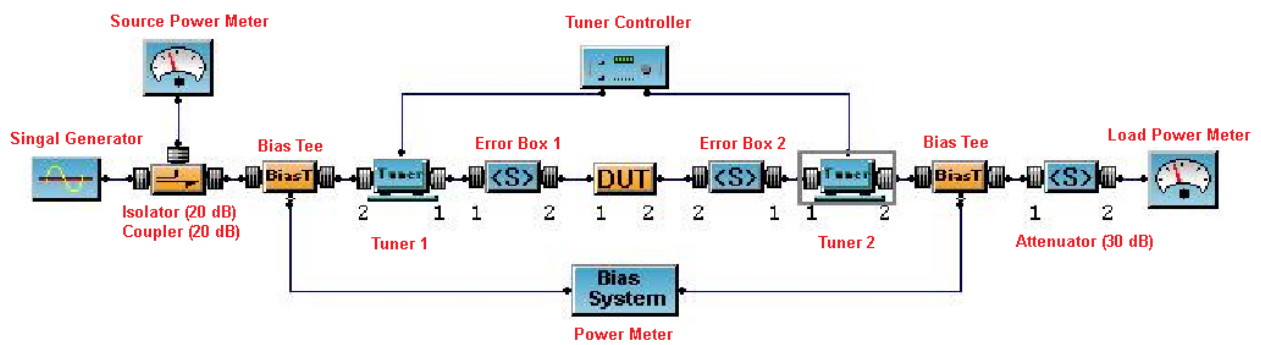 Source Power Meter
Tuner Controller
Singal Generator
Bias Tee
Error Box 1
Error Box 2
Bias Tee
Load Power Meter
BiasT
Tuner
<S>
DUT
<S>
Tuner
BiasT
<S>
Isolator (20 dB)
Coupler (20 dB)
2 1 1 2 1 2 2 1 1 2 1 2
Tuner 1
Tuner 2
Attenuator (30 dB)
Bias
System
Power Meter